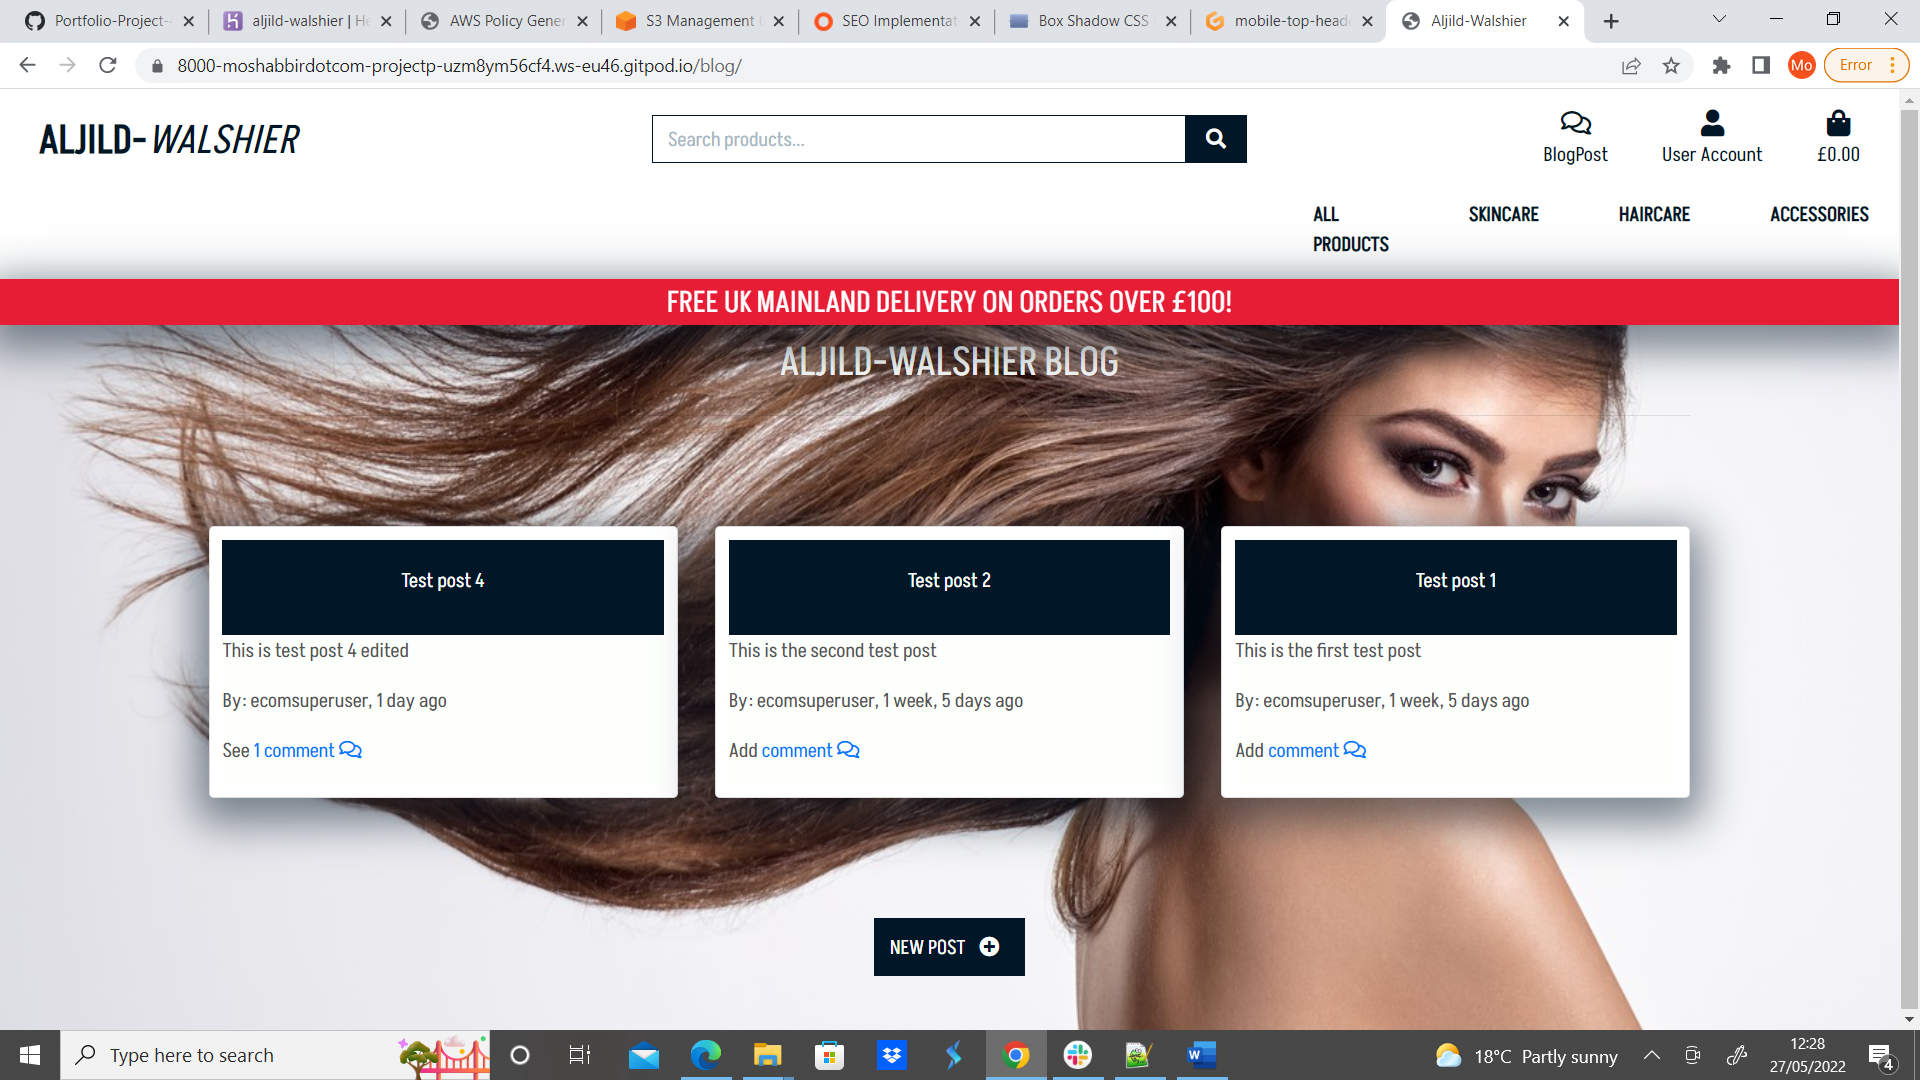 Portfolio-Project-
aljild-walshier | He
AWS Policy Gener
S3 Management C
SEO Implementat
Box Shadow CSS
mobile-top-heade
Aljild-Walshier
8000-moshabbirdotcom-projectp-uzm8ym56cf4.ws-eu46.gitpod.io/blog/
Mo
Error
ALJILD-WALSHIER
Search products...
BlogPost
User Account
£0.00
ALL PRODUCTS
SKINCARE
HAIRCARE
ACCESSORIES
FREE UK MAINLAND DELIVERY ON ORDERS OVER £100!
ALJILD-WALSHIER BLOG
Test post 4
This is test post 4 edited
By: ecomsuperuser, 1 day ago
See 1 comment
Test post 2
This is the second test post
By: ecomsuperuser, 1 week, 5 days ago
Add comment
Test post 1
This is the first test post
By: ecomsuperuser, 1 week, 5 days ago
Add comment
NEW POST
Type here to search
18°C Partly sunny
12:28
27/05/2022
4